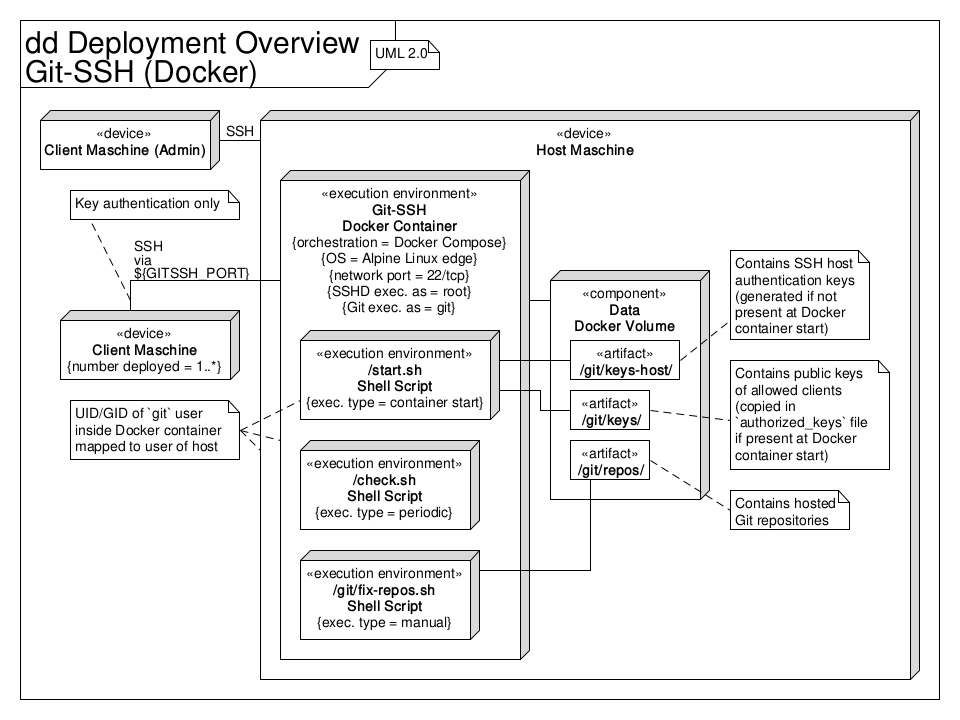 dd Deployment Overview
Git-SSH (Docker)
UML 2.0
«device»
Client Maschine (Admin)
SSH
«device»
Host Maschine
Key authentication only
SSH
via
${GITSSH_PORT}
«device»
Client Maschine
{number deployed = 1..*}
UID/GID of `git` user
inside Docker container
mapped to user of host
«execution environment»
Git-SSH
Docker Container
{orchestration = Docker Compose}
{OS = Alpine Linux edge}
{network port = 22/tcp}
{SSHD exec. as = root}
{Git exec. as = git}
«execution environment»
/start.sh
Shell Script
{exec. type = container start}
«execution environment»
/check.sh
Shell Script
{exec. type = periodic}
«execution environment»
/git/fix-repos.sh
Shell Script
{exec. type = manual}
«component»
Data
Docker Volume
«artifact»
/git/keys-host/
«artifact»
/git/keys/
«artifact»
/git/repos/
Contains SSH host
authentication keys
(generated if not
present at Docker
container start)
Contains public keys
of allowed clients
(copied in
`authorized_keys` file
if present at Docker
container start)
Contains hosted
Git repositories